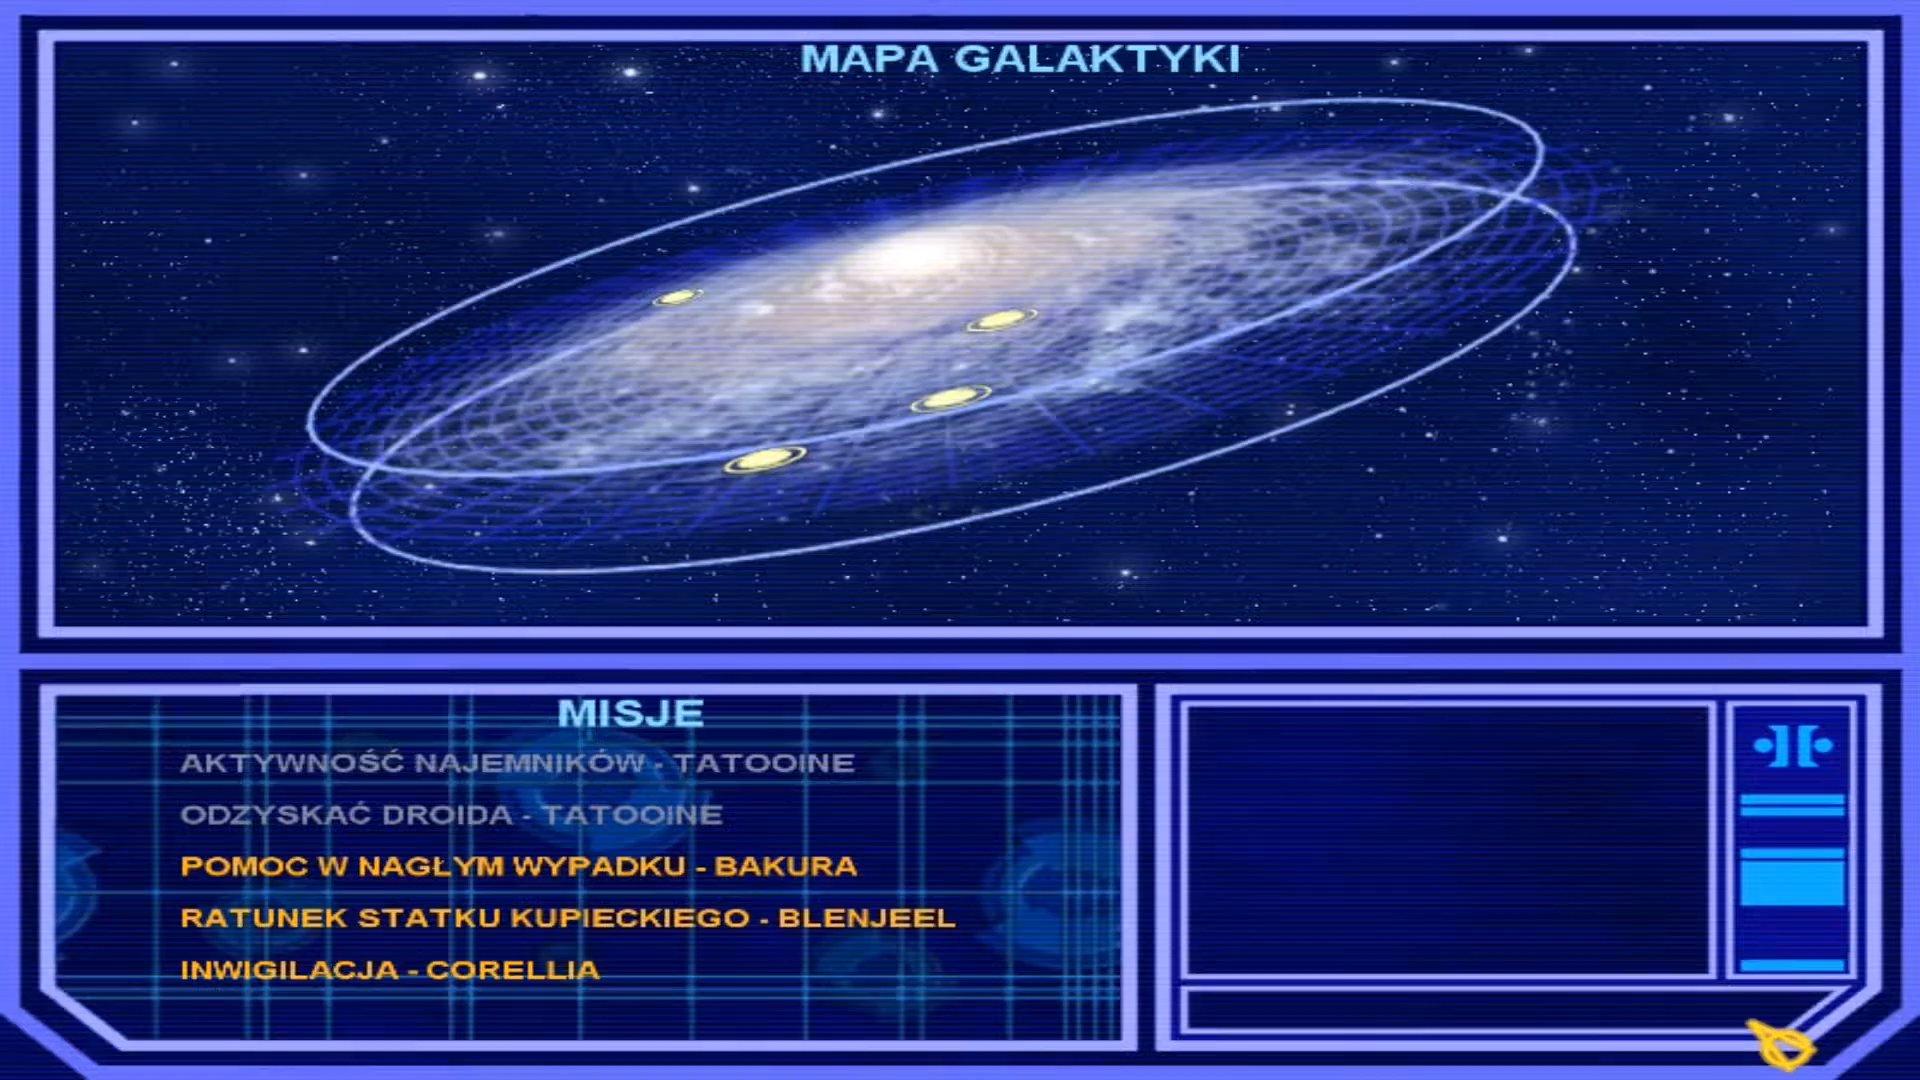 MAPA GALAKTYKI
MISJE
AKTYWNOŚĆ NAJEMNIKÓW - TATOOINE
ODZYSKAĆ DROIDA - TATOOINE
POMOC W NAGŁYM WYPADKU - BAKURA
RATUNEK STATKU KUPIECKIEGO - BLENJEEL
INWIGILACJA - CORELLIA